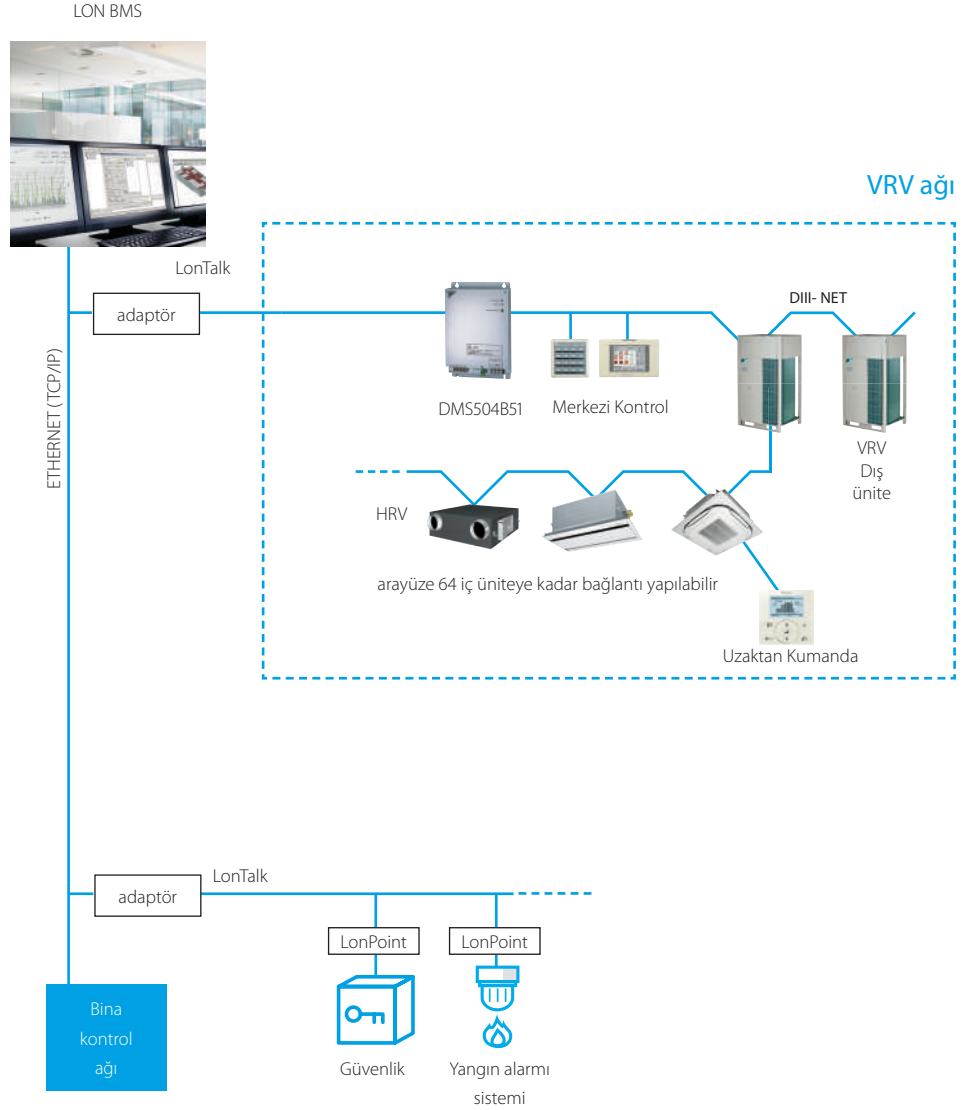 LON BMS
VRV ağı
LonTalk
adaptör
DIII- NET
ETHERNET (TCP/IP)
DMS504B51
Merkezi Kontrol
VRV
Dış
ünite
HRV
arayüze 64 iç üniteye kadar bağlantı yapılabilir
Uzaktan Kumanda
LonTalk
adaptör
LonPoint
LonPoint
Bina
kontrol
ağı
Güvenlik
Yangın alarmı
sistemi